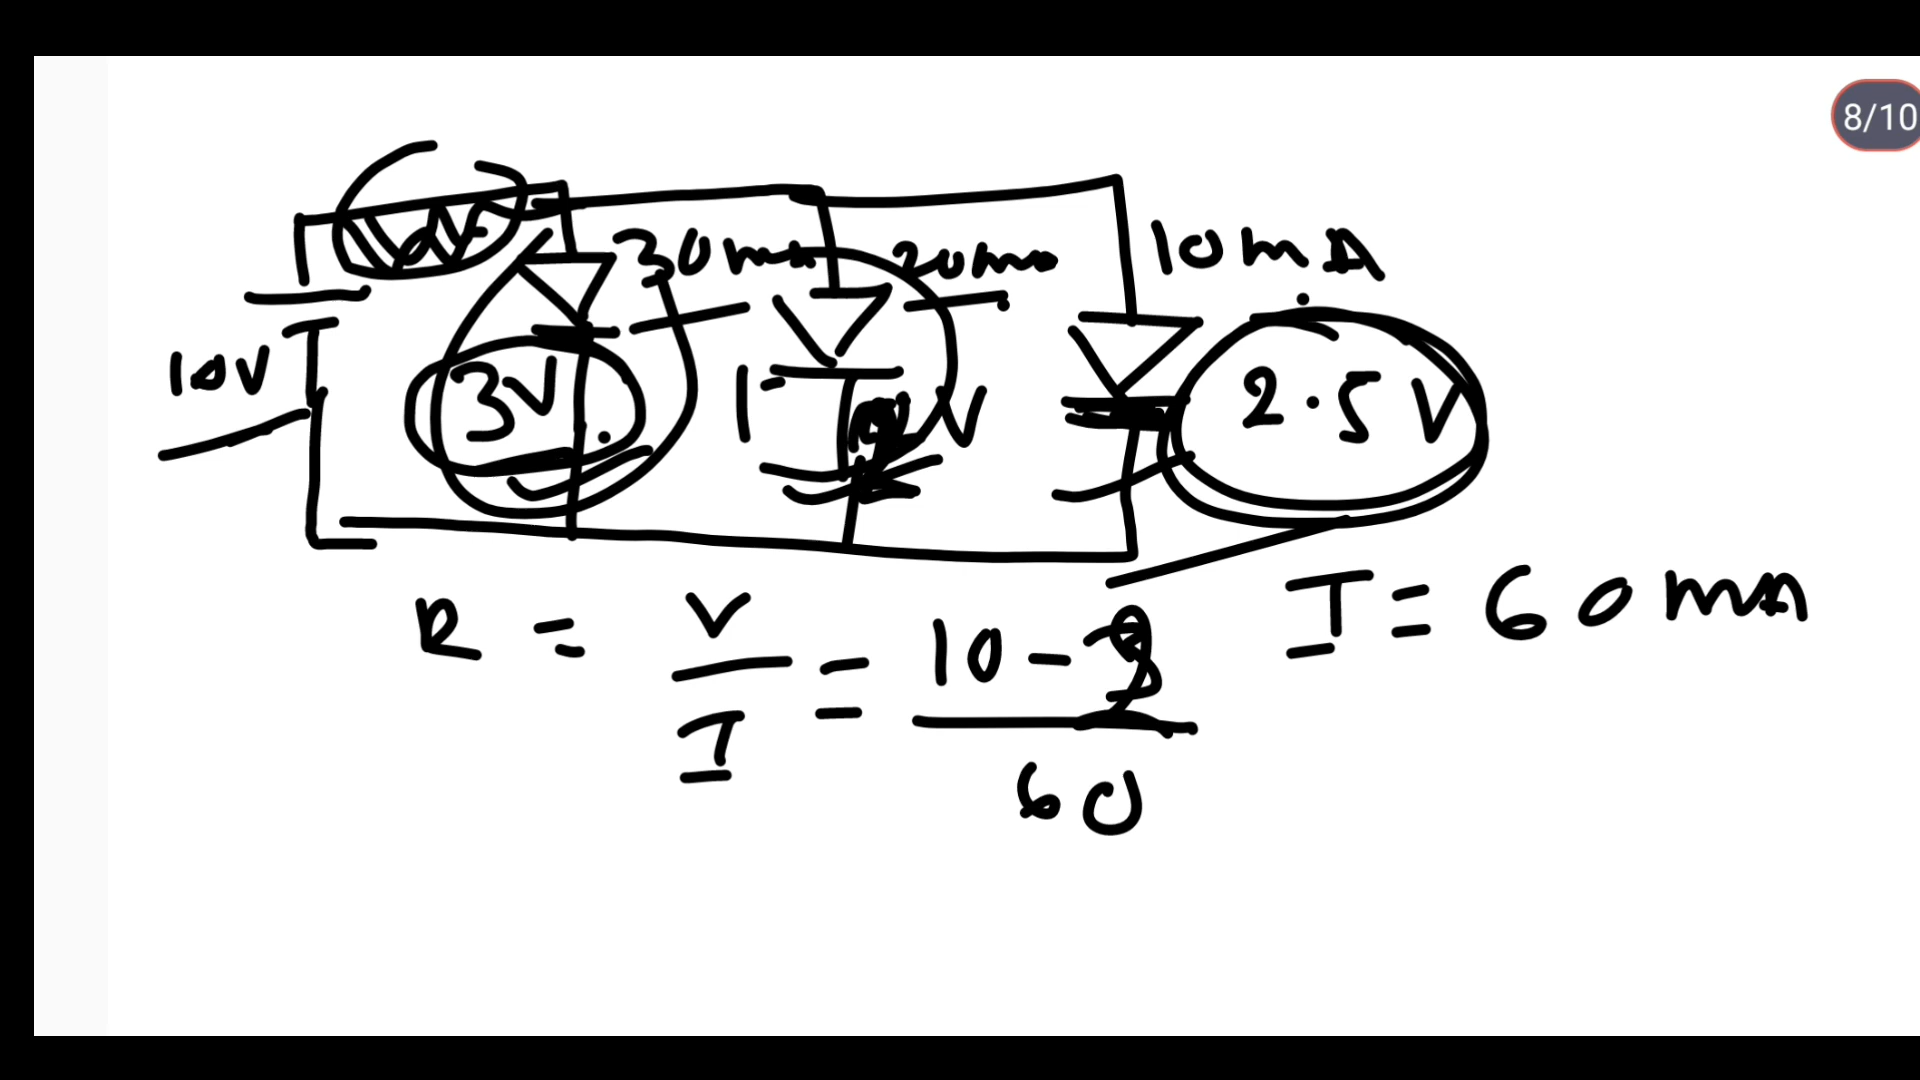 8/10
30mA 20mA 10mA
10V 3V V 2.5V
I = 60mA
R = V/I = 10-/60